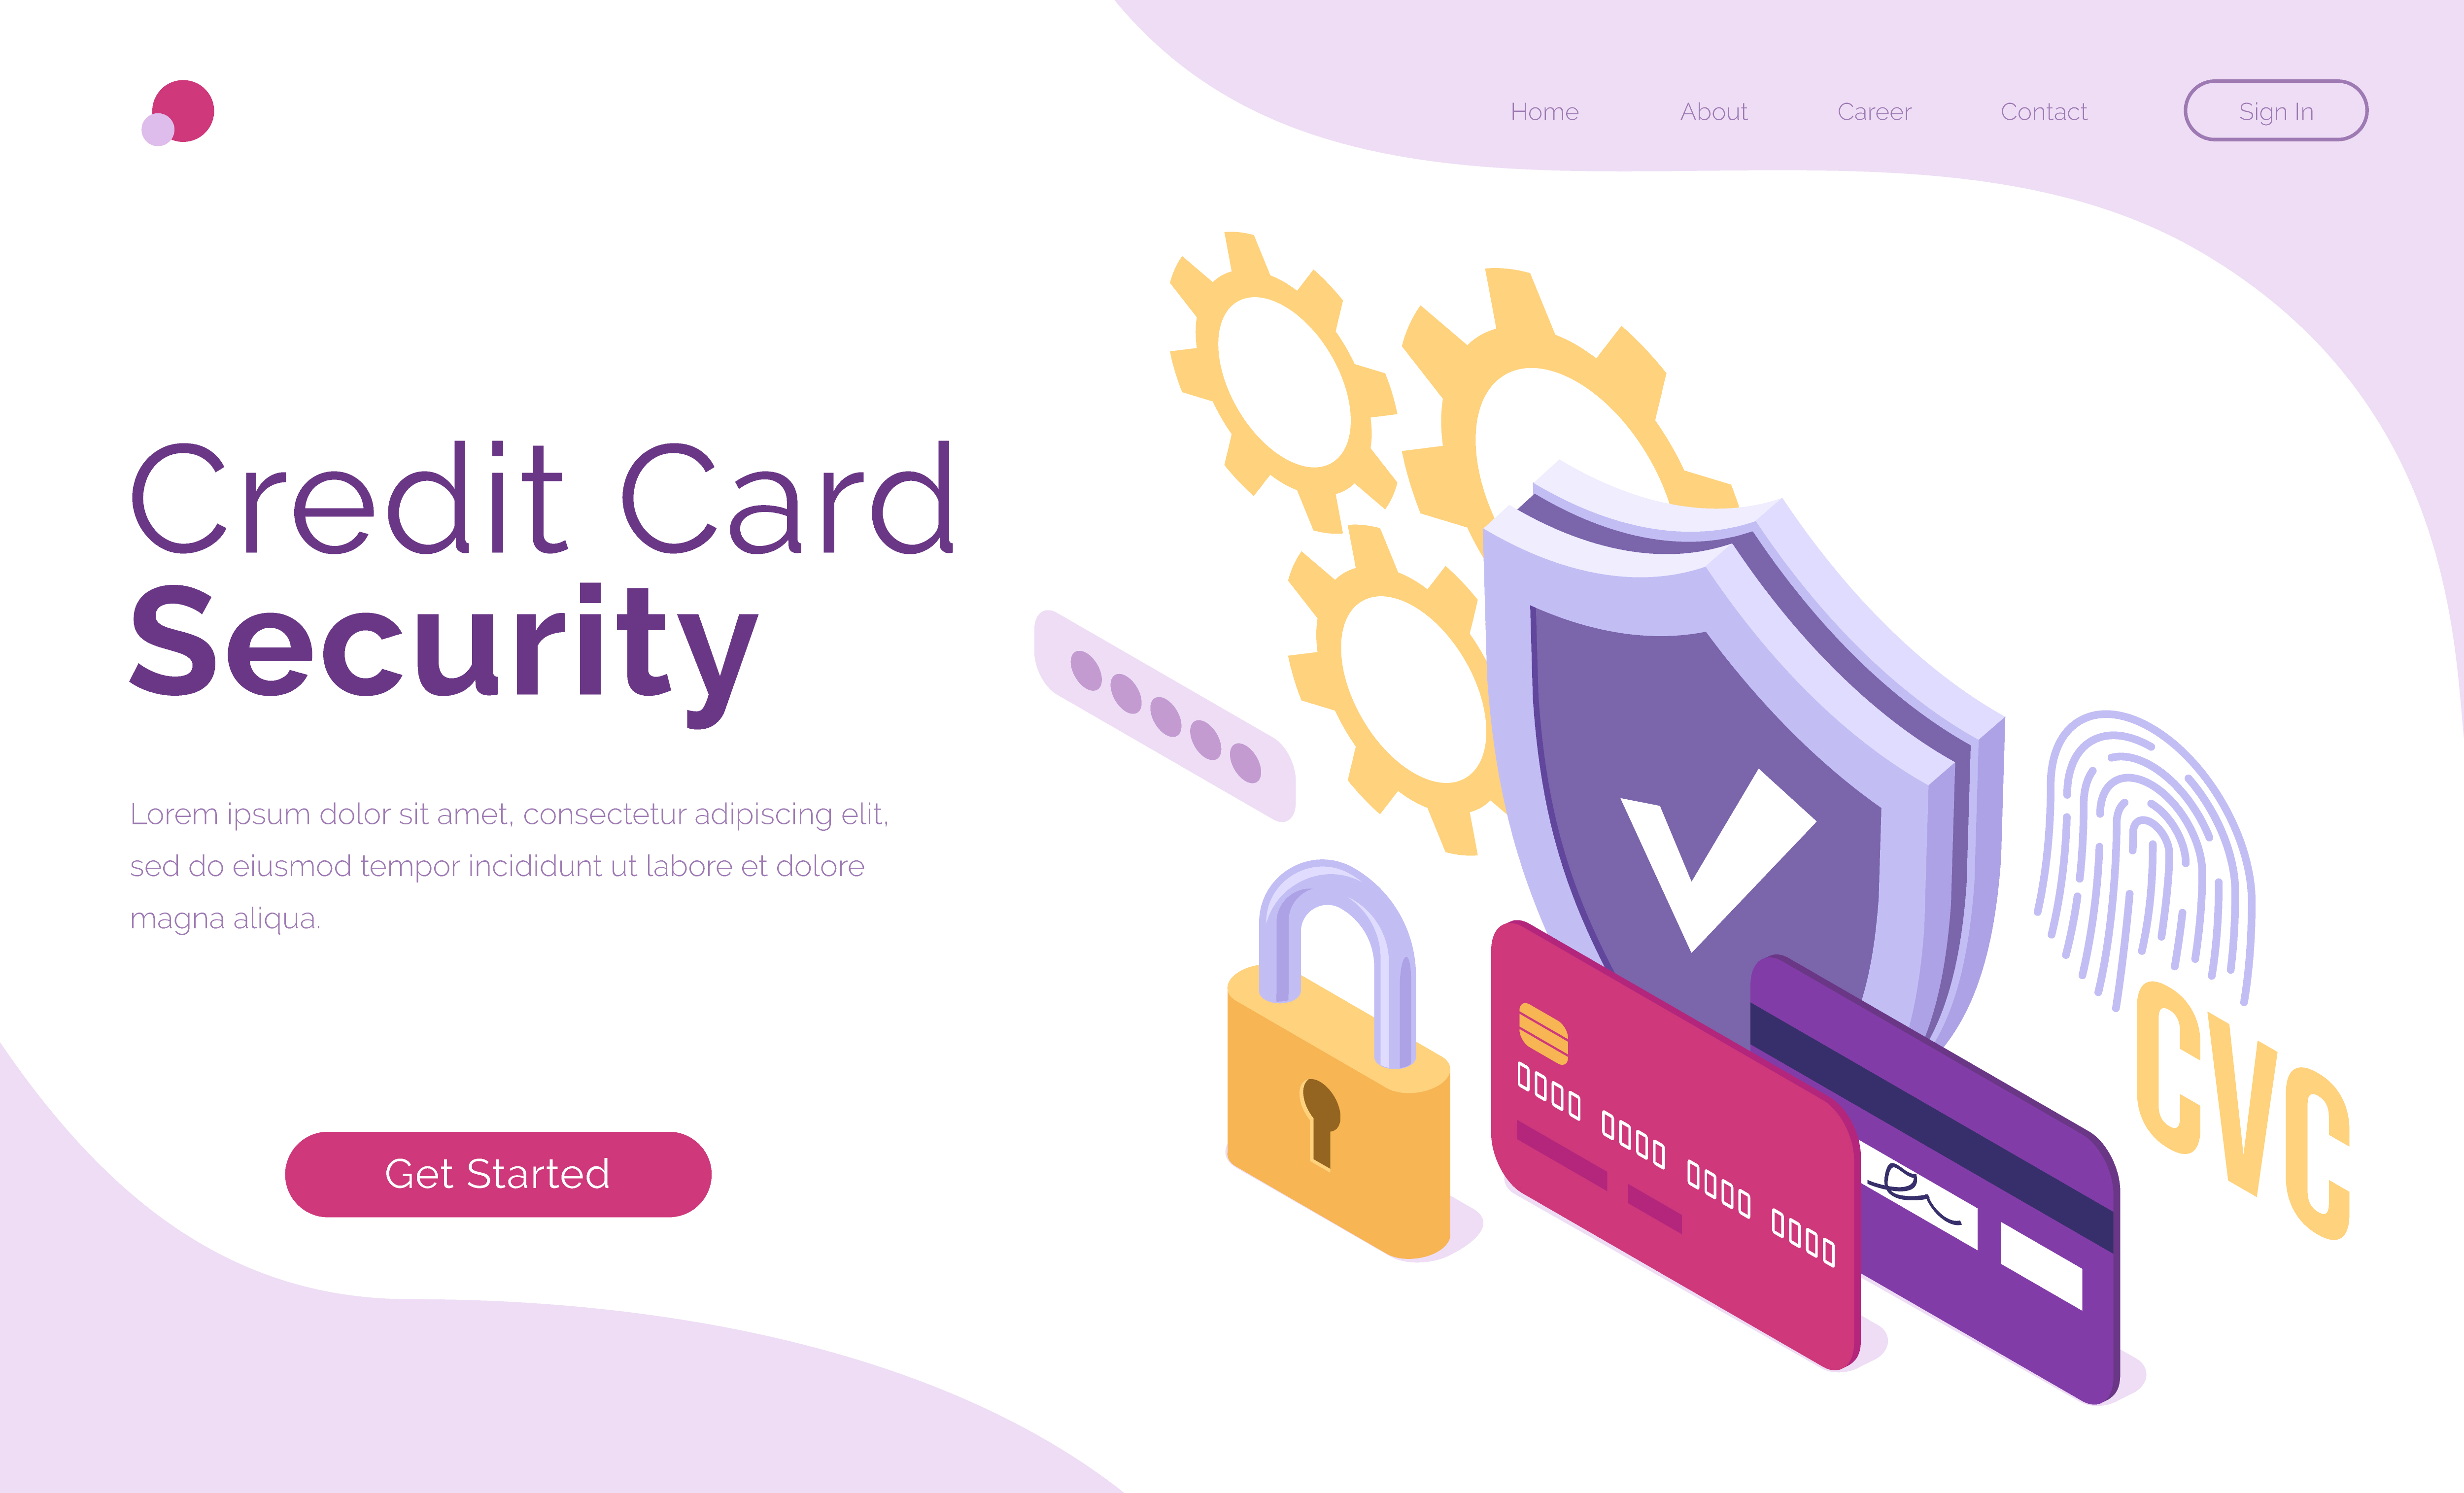 Home About Career Contact Sign In
Credit Card
Security
Lorem ipsum dolor sit amet, consectetur adipiscing elit,
sed do eiusmod tempor incididunt ut labore et dolore
magna aliqua.
Get Started
0000 0000 0000 0000
CVC